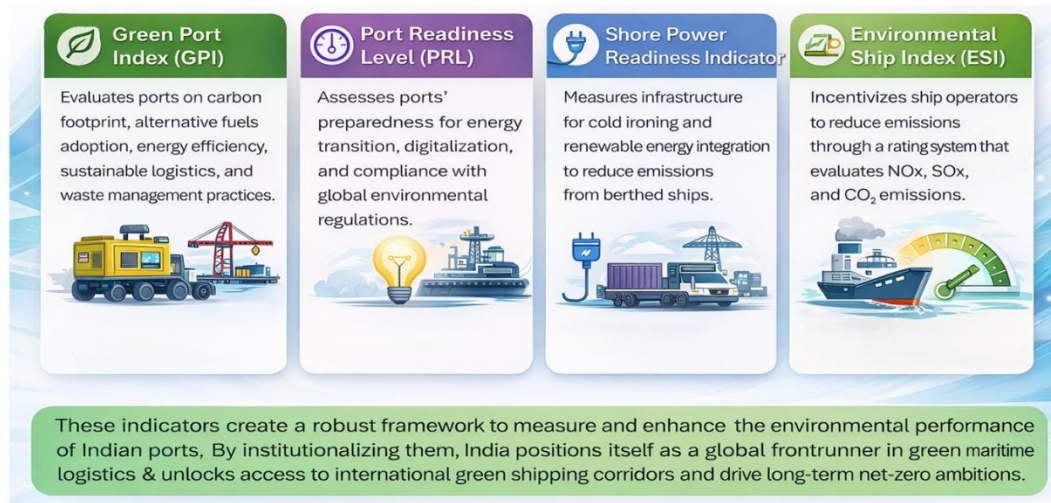 Green Port
Index (GPI)
Evaluates ports on carbon
footprint, alternative fuels
adoption, energy efficiency,
sustainable logistics, and
waste management practices.
Port Readiness
Level (PRL)
Assesses ports’
preparedness for energy
transition, digitalization,
and compliance with
global environmental
regulations.
Shore Power
Readiness Indicator
Measures infrastructure
for cold ironing and
renewable energy integration
to reduce emissions
from berthed ships.
Environmental
Ship Index (ESI)
Incentivizes ship operators
to reduce emissions
through a rating system that
evaluates NOx, SOx,
and CO₂ emissions.
These indicators create a robust framework to measure and enhance the environmental performance
of Indian ports. By institutionalizing them, India positions itself as a global frontrunner in green maritime
logistics & unlocks access to international green shipping corridors and drive long-term net-zero ambitions.